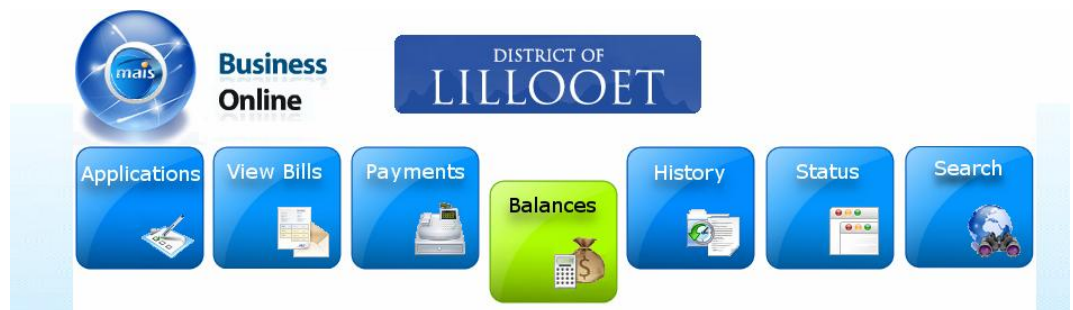 mais
Business
Online
DISTRICT OF
LILLOOET
Applications
View Bills
Payments
Balances
History
Status
Search